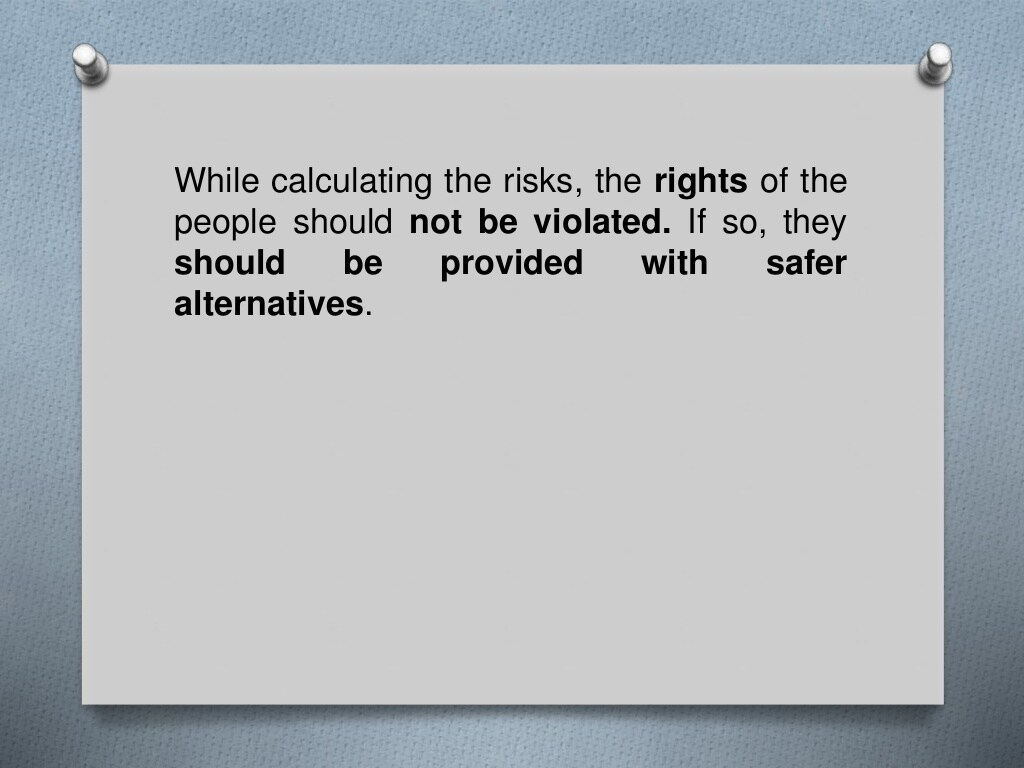 While calculating the risks, the rights of the
people should not be violated. If so, they
should be provided with safer
alternatives.